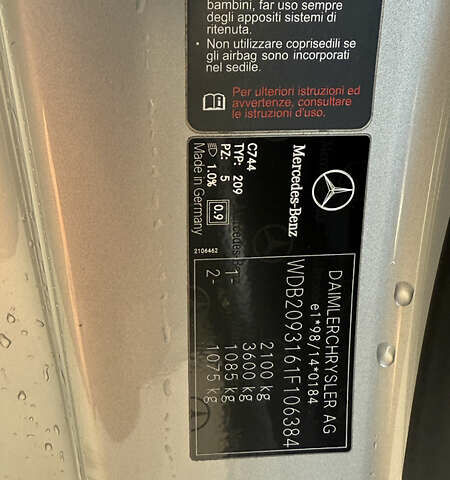 bambini, far uso sempre
degli appositi sistemi di
ritenuta.
• Non utilizzare coprisedili se
gli airbag sono incorporati
nel sedile.
Per ulteriori istruzioni ed
avvertenze, consultare
le istruzioni d'uso.
Mercedes-Benz
C744
TYP: 209
PZ: 5
1.0%
0.9
Made in Germany
2106462
DAIMLERCHRYSLER AG
e1*98/14*0184
WDB2093161F106384
2100 kg
3600 kg
1- 1085 kg
2- 1075 kg